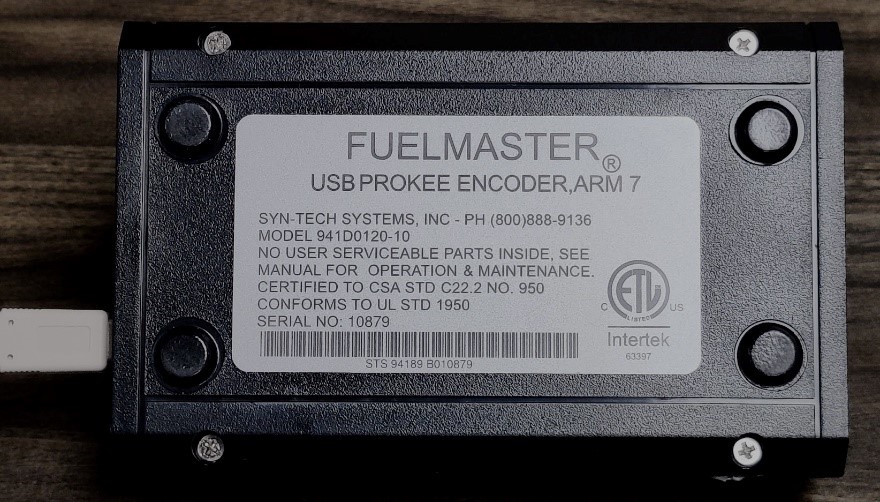 FUELMASTER®
USB PROKEE ENCODER, ARM 7
SYN-TECH SYSTEMS, INC - PH (800)888-9136
MODEL 941D0120-10
NO USER SERVICEABLE PARTS INSIDE, SEE
MANUAL FOR OPERATION & MAINTENANCE.
CERTIFIED TO CSA STD C22.2 NO. 950
CONFORMS TO UL STD 1950
SERIAL NO: 10879
STS 94189 B010879
C ETL US
LISTED
Intertek
63397